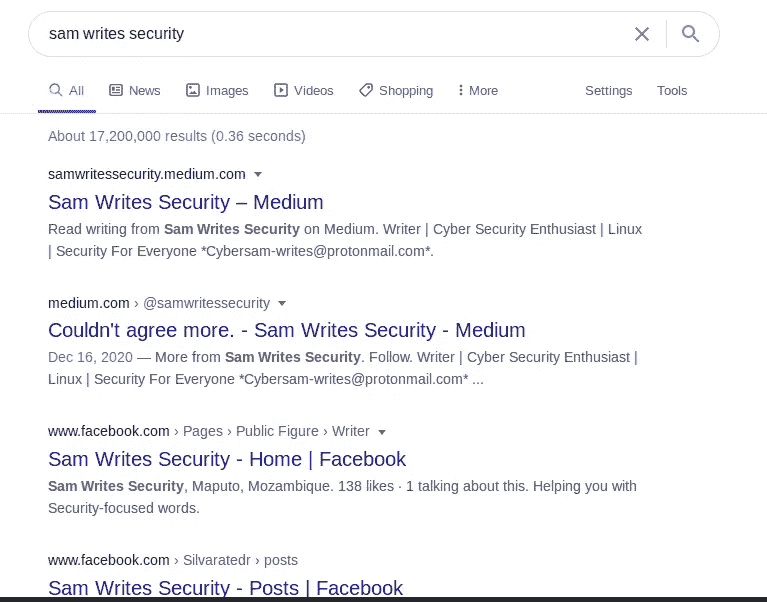 sam writes security
All News Images Videos Shopping More Settings Tools
About 17,200,000 results (0.36 seconds)
samwritessecurity.medium.com
Sam Writes Security – Medium
Read writing from Sam Writes Security on Medium. Writer | Cyber Security Enthusiast | Linux
| Security For Everyone *Cybersam-writes@protonmail.com*.
medium.com › @samwritessecurity
Couldn't agree more. - Sam Writes Security - Medium
Dec 16, 2020 — More from Sam Writes Security. Follow. Writer | Cyber Security Enthusiast |
Linux | Security For Everyone *Cybersam-writes@protonmail.com* ...
www.facebook.com › Pages › Public Figure › Writer
Sam Writes Security - Home | Facebook
Sam Writes Security, Maputo, Mozambique. 138 likes · 1 talking about this. Helping you with
Security-focused words.
www.facebook.com › Silvaratedr › posts
Sam Writes Security - Posts | Facebook